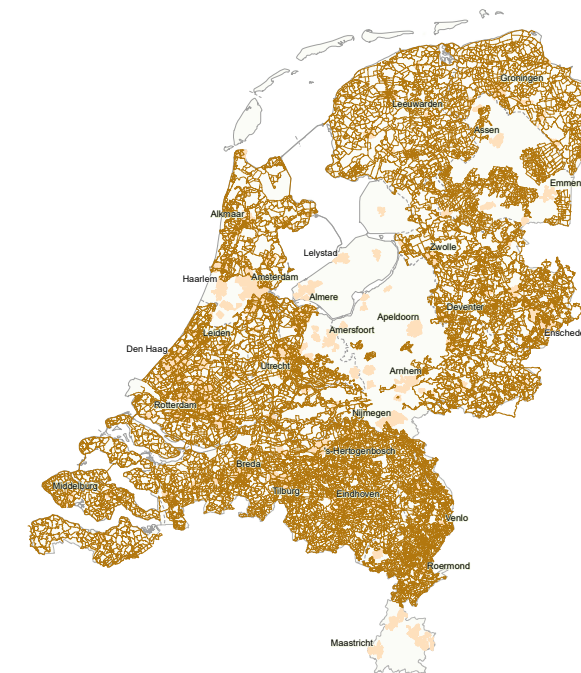 Groningen
Leeuwarden
Assen
Emmen
Alkmaar
Zwolle
Lelystad
Haarlem
Amsterdam
Almere
Deventer
Apeldoorn
Leiden
Amersfoort
Enschede
Den Haag
Utrecht
Arnhem
Rotterdam
Nijmegen
's-Hertogenbosch
Breda
Middelburg
Tilburg
Eindhoven
Venlo
Roermond
Maastricht